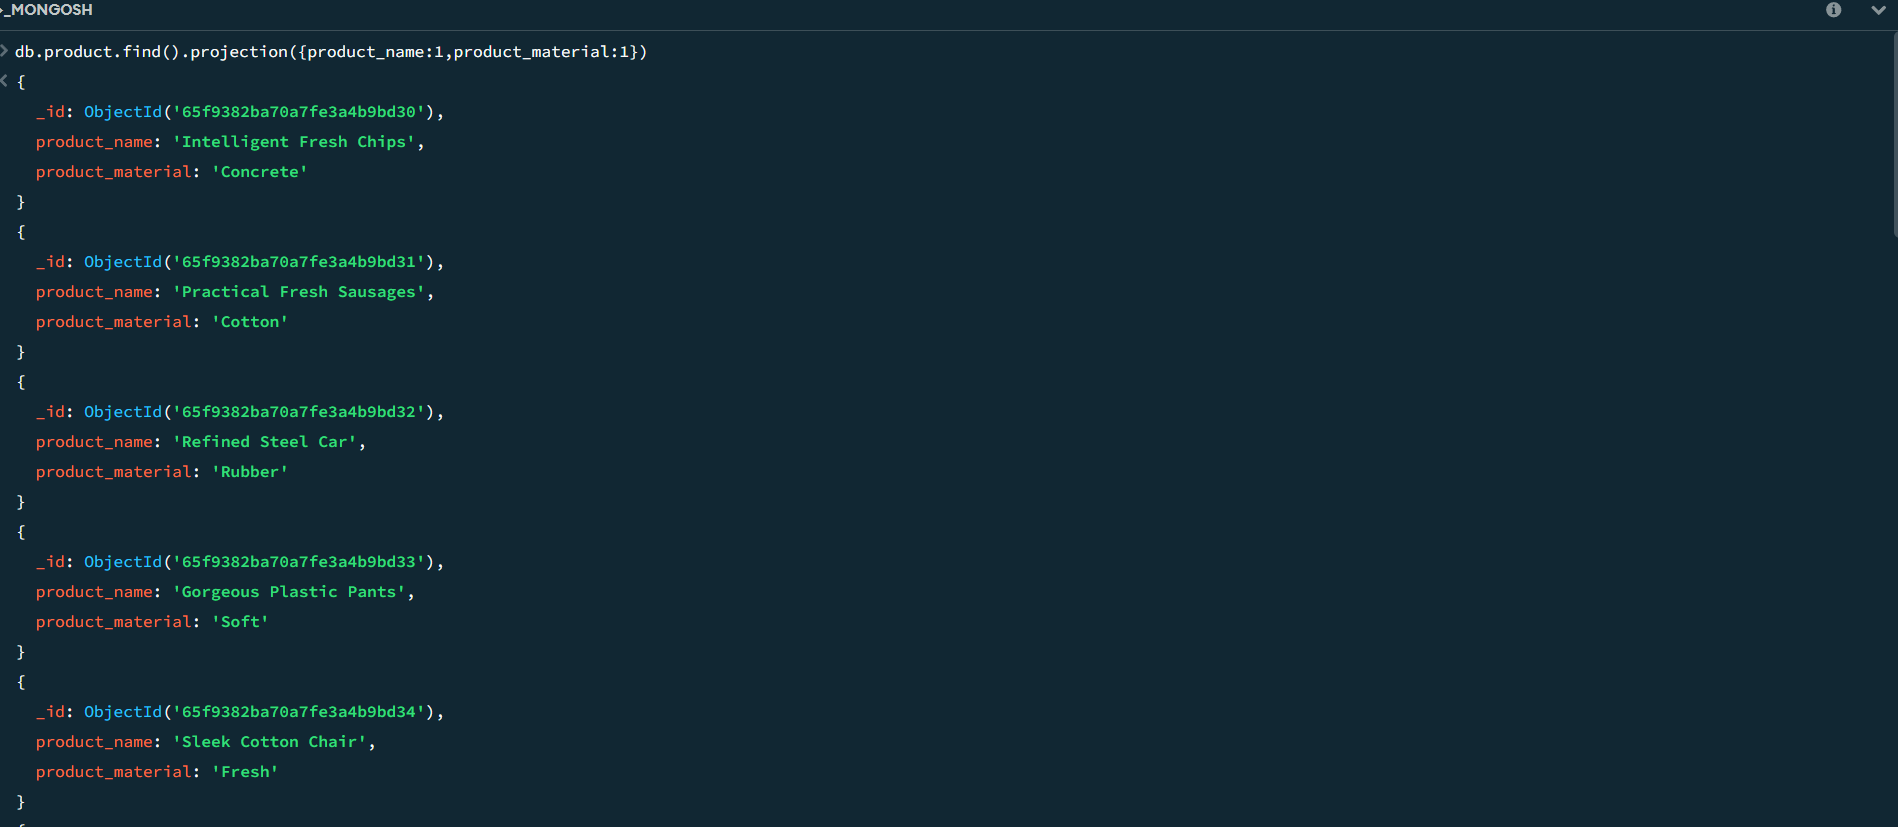 _MONGOSH
db.product.find().projection({product_name:1,product_material:1})
{
_id: ObjectId('65f9382ba70a7fe3a4b9bd30'),
product_name: 'Intelligent Fresh Chips',
product_material: 'Concrete'
}
{
_id: ObjectId('65f9382ba70a7fe3a4b9bd31'),
product_name: 'Practical Fresh Sausages',
product_material: 'Cotton'
}
{
_id: ObjectId('65f9382ba70a7fe3a4b9bd32'),
product_name: 'Refined Steel Car',
product_material: 'Rubber'
}
{
_id: ObjectId('65f9382ba70a7fe3a4b9bd33'),
product_name: 'Gorgeous Plastic Pants',
product_material: 'Soft'
}
{
_id: ObjectId('65f9382ba70a7fe3a4b9bd34'),
product_name: 'Sleek Cotton Chair',
product_material: 'Fresh'
}
{